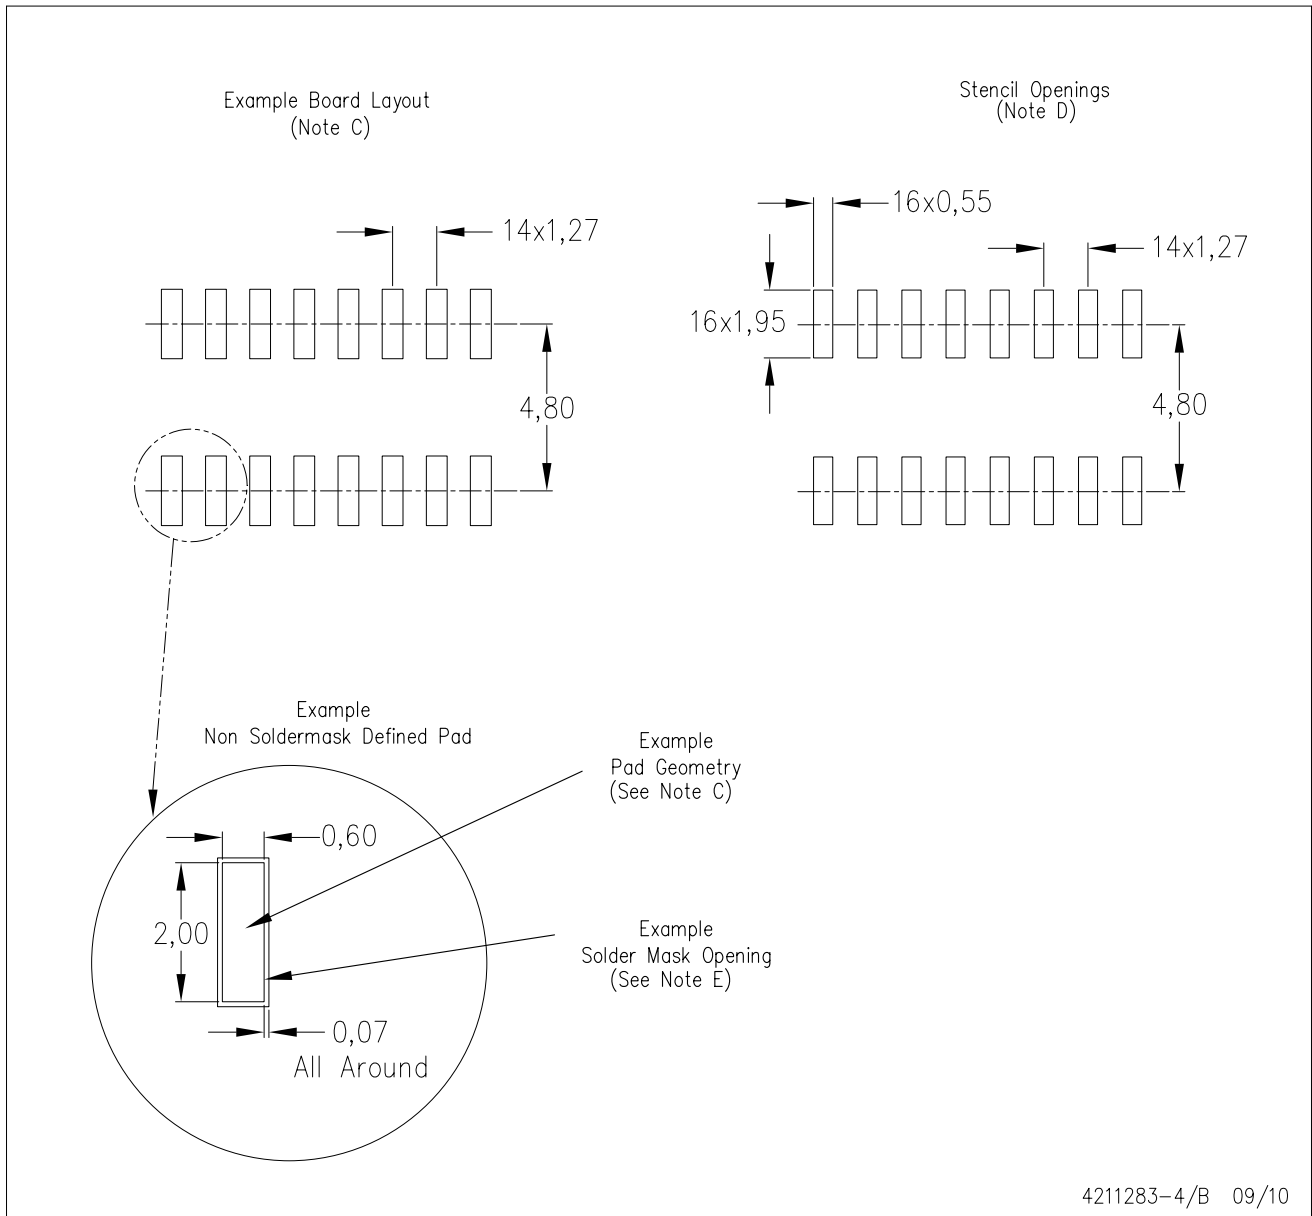 Example Board Layout
(Note C)
Stencil Openings
(Note D)
16x0,55
14x1,27
14x1,27
16x1,95
4,80
4,80
Example
Non Soldermask Defined Pad
Example
Pad Geometry
(See Note C)
0,60
2,00
Example
Solder Mask Opening
(See Note E)
0,07
All Around
4211283-4/B 09/10